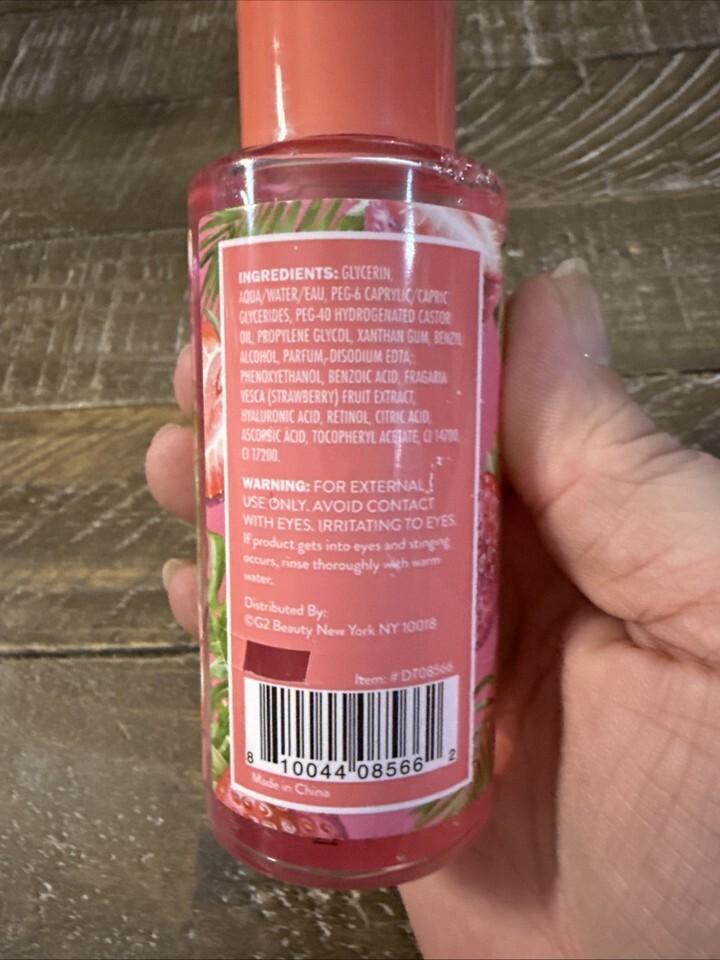 INGREDIENTS: GLYCERIN,
AQUA/WATER/EAU, PEG-6 CAPRYLIC/CAPRIC
GLYCERIDES, PEG-40 HYDROGENATED CASTOR
OIL, PROPYLENE GLYCOL, XANTHAN GUM, BENZYL
ALCOHOL, PARFUM, DISODIUM EDTA,
PHENOXYETHANOL, BENZOIC ACID, FRAGARIA
VESCA (STRAWBERRY) FRUIT EXTRACT,
HYALURONIC ACID, RETINOL, CITRIC ACID,
ASCORBIC ACID, TOCOPHERYL ACETATE, CI 14700,
CI 17200.
WARNING: FOR EXTERNAL
USE ONLY. AVOID CONTACT
WITH EYES. IRRITATING TO EYES.
If product gets into eyes and stinging
occurs, rinse thoroughly with warm
water.
Distributed By:
©G2 Beauty New York NY 10018
Item: # DT08566
8 10044 08566 2
Made in China